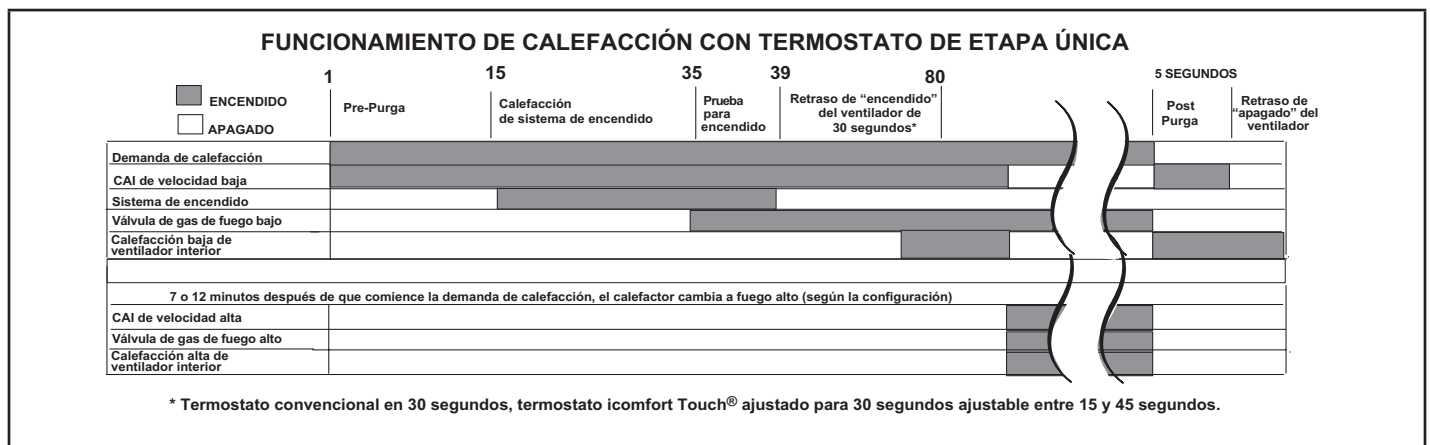 FUNCIONAMIENTO DE CALEFACCIÓN CON TERMOSTATO DE ETAPA ÚNICA
1 15 35 39 80 5 SEGUNDOS
ENCENDIDO
APAGADO
Pre-Purga
Calefacción
de sistema de encendido
Prueba
para
encendido
Retraso de “encendido”
del ventilador de
30 segundos*
Post
Purga
Retraso de
“apagado” del
ventilador
Demanda de calefacción
CAI de velocidad baja
Sistema de encendido
Válvula de gas de fuego bajo
Calefacción baja de
ventilador interior
7 o 12 minutos después de que comience la demanda de calefacción, el calefactor cambia a fuego alto (según la configuración)
CAI de velocidad alta
Válvula de gas de fuego alto
Calefacción alta de
ventilador interior
* Termostato convencional en 30 segundos, termostato icomfort Touch® ajustado para 30 segundos ajustable entre 15 y 45 segundos.